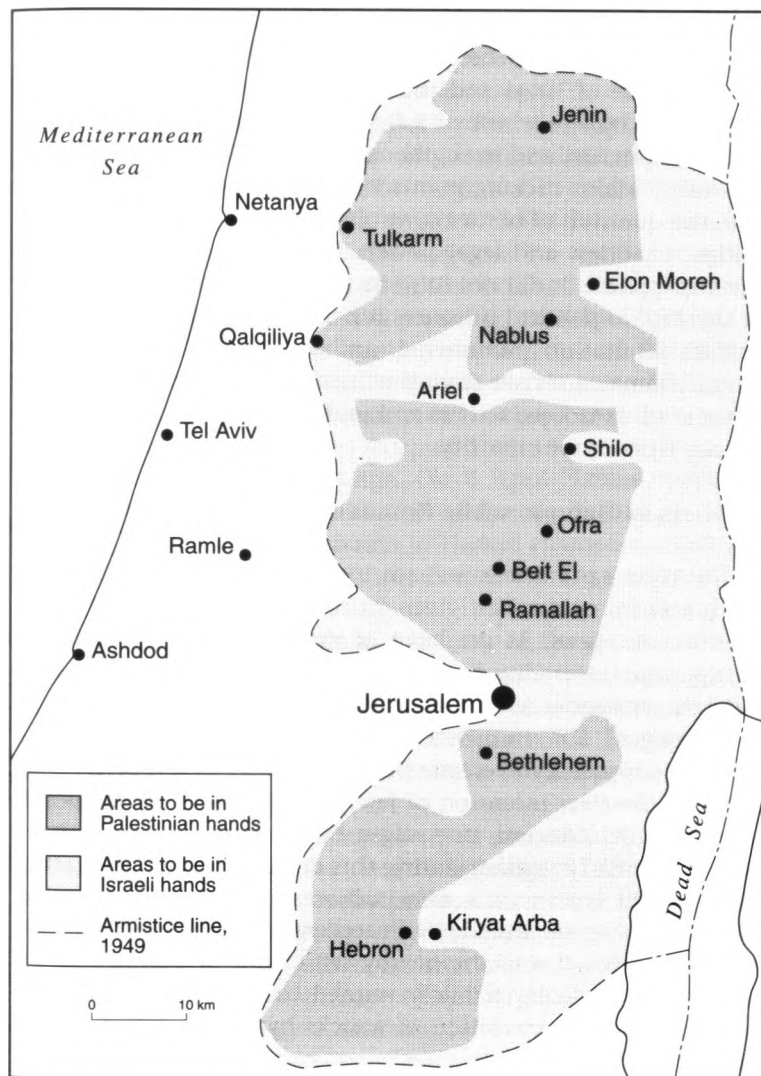 Mediterranean
Sea
Jenin
Netanya
Tulkarm
Elon Moreh
Nablus
Qalqiliya
Ariel
Tel Aviv
Shilo
Ofra
Ramle
Beit El
Ramallah
Ashdod
Jerusalem
Bethlehem
Areas to be in
Palestinian hands
Areas to be in
Israeli hands
Armistice line,
1949
Dead Sea
Kiryat Arba
Hebron
0 10 km